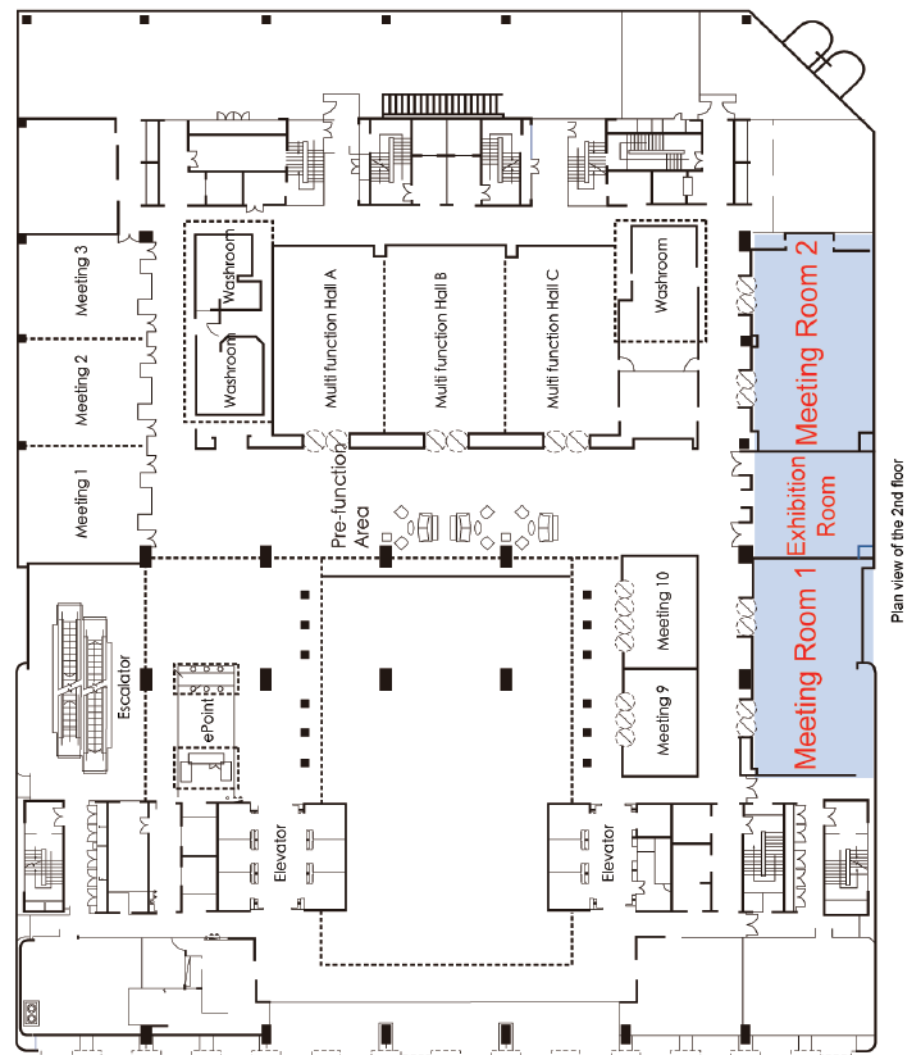 Meeting 3
Meeting 2
Meeting 1
Washroom
Washroom
Multi function Hall A
Multi function Hall B
Multi function Hall C
Washroom
Meeting Room 2
Exhibition
Room
Meeting Room 1
Pre-function
Area
Meeting 10
Meeting 9
Escalator
ePoint
Elevator
Elevator
Plan view of the 2nd floor